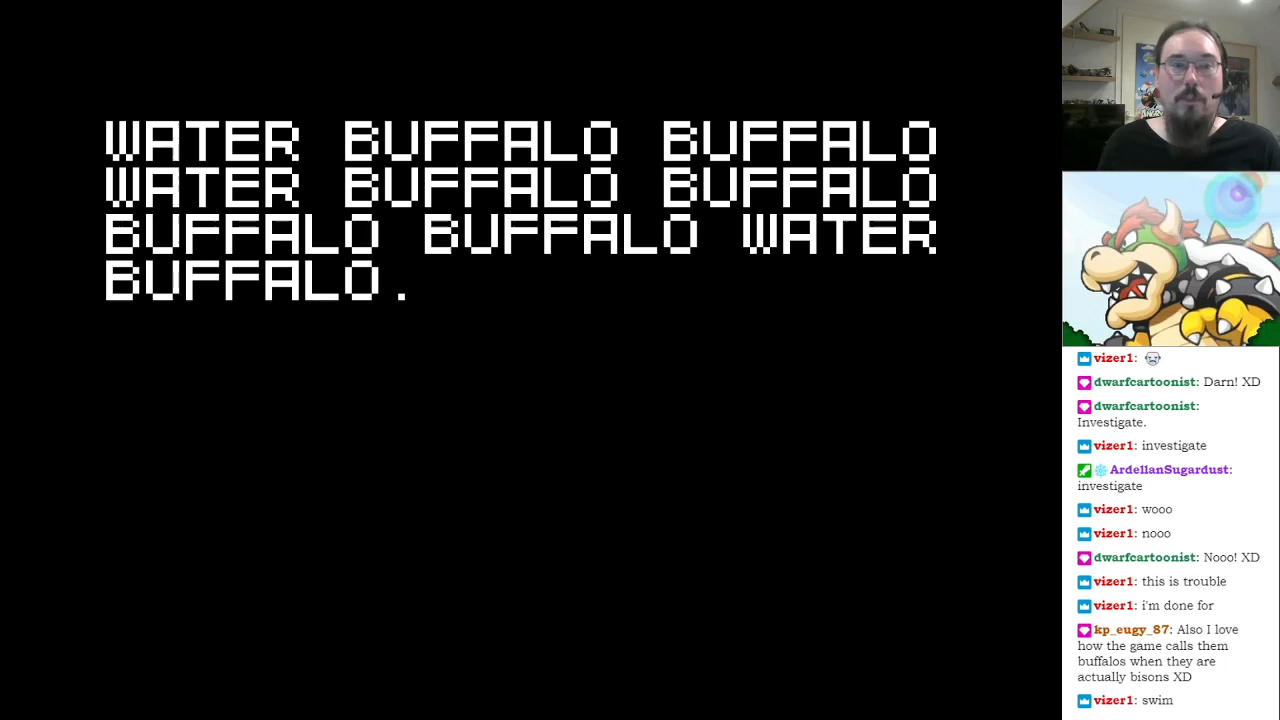 WATER BUFFALO BUFFALO
WATER BUFFALO BUFFALO
BUFFALO BUFFALO WATER
BUFFALO.
vizer1:
dwarfcartoonist: Darn! XD
dwarfcartoonist:
Investigate.
vizer1: investigate
ArdellanSugardust:
investigate
vizer1: wooo
vizer1: nooo
dwarfcartoonist: Nooo! XD
vizer1: this is trouble
vizer1: i'm done for
kp_eugy_87: Also I love
how the game calls them
buffalos when they are
actually bisons XD
vizer1: swim